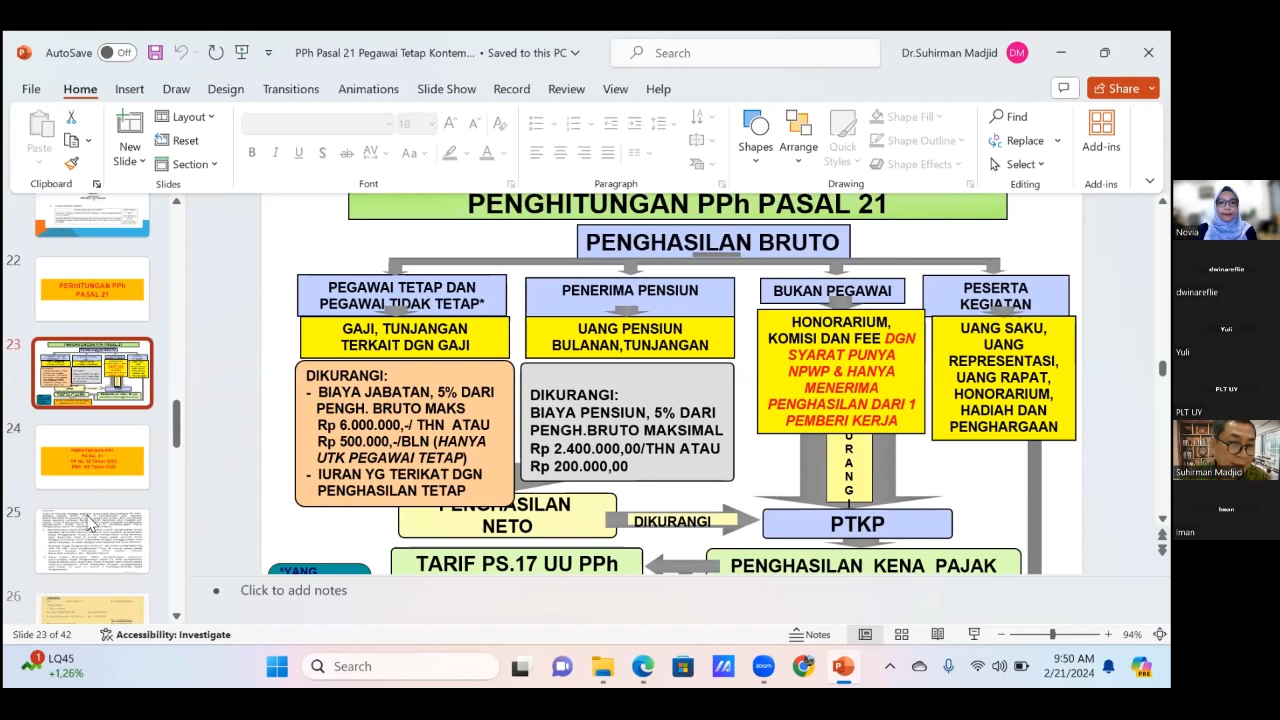 AutoSave Off PPh Pasal 21 Pegawai Tetap Kontem... • Saved to this PC Search Dr.Suhirman Madjid DM
File Home Insert Draw Design Transitions Animations Slide Show Record Review View Help Share
Paste New Slide Layout Reset Section 18 Shapes Arrange Quick Styles Shape Fill Shape Outline Shape Effects Find Replace Select Add-ins
Clipboard Slides Font Paragraph Drawing Editing Add-ins
22
PERHITUNGAN PPh
PASAL 21
23
24
25
26
PENGHITUNGAN PPh PASAL 21
PENGHASILAN BRUTO
PEGAWAI TETAP DAN
PEGAWAI TIDAK TETAP*
GAJI, TUNJANGAN
TERKAIT DGN GAJI
DIKURANGI:
- BIAYA JABATAN, 5% DARI
PENGH. BRUTO MAKS
Rp 6.000.000,-/ THN ATAU
Rp 500.000,-/BLN (HANYA
UTK PEGAWAI TETAP)
- IURAN YG TERIKAT DGN
PENGHASILAN TETAP
PENERIMA PENSIUN
UANG PENSIUN
BULANAN,TUNJANGAN
DIKURANGI:
BIAYA PENSIUN, 5% DARI
PENGH.BRUTO MAKSIMAL
Rp 2.400.000,00/THN ATAU
Rp 200.000,00
BUKAN PEGAWAI
HONORARIUM,
KOMISI DAN FEE DGN
SYARAT PUNYA
NPWP & HANYA
MENERIMA
PENGHASILAN DARI 1
PEMBERI KERJA
U
R
A
N
G
I
PESERTA
KEGIATAN
UANG SAKU,
UANG
REPRESENTASI,
UANG RAPAT,
HONORARIUM,
HADIAH DAN
PENGHARGAAN
PENGHASILAN
NETO
DIKURANGI
PTKP
TARIF PS.17 UU PPh
PENGHASILAN KENA PAJAK
*YANG
Click to add notes
Slide 23 of 42 Accessibility: Investigate Notes 94%
1 LQ45
+1,26%
Search
zoom
9:50 AM
2/21/2024
PRE
Novia
dwinareflie
dwinareflie
Yuli
Yuli
PLT UY
PLT UY
Suhirman Madjid
Iman
Iman